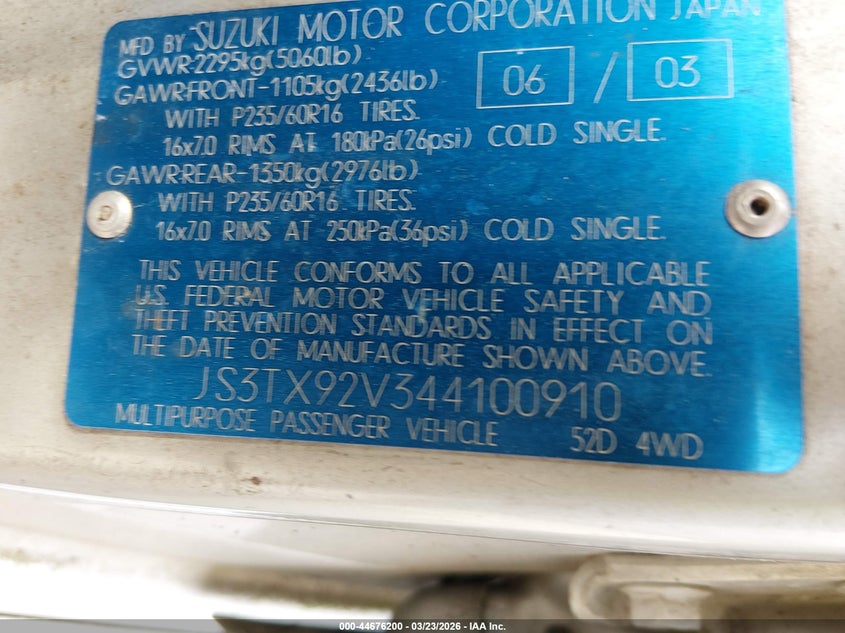 MFD BY SUZUKI MOTOR CORPORATION JAPAN
GVWR-2295kg(5060lb)
GAWR-FRONT-1105kg(2436lb)
06 / 03
WITH P235/60R16 TIRES.
16x7.0 RIMS AT 180kPa(26psi) COLD SINGLE.
GAWR-REAR-1350kg(2976lb)
WITH P235/60R16 TIRES.
16x7.0 RIMS AT 250kPa(36psi) COLD SINGLE.
THIS VEHICLE CONFORMS TO ALL APPLICABLE
U.S. FEDERAL MOTOR VEHICLE SAFETY AND
THEFT PREVENTION STANDARDS IN EFFECT ON
THE DATE OF MANUFACTURE SHOWN ABOVE.
JS3TX92V344100910
MULTIPURPOSE PASSENGER VEHICLE 52D 4WD
000-44676200 - 03/23/2026 - IAA Inc.